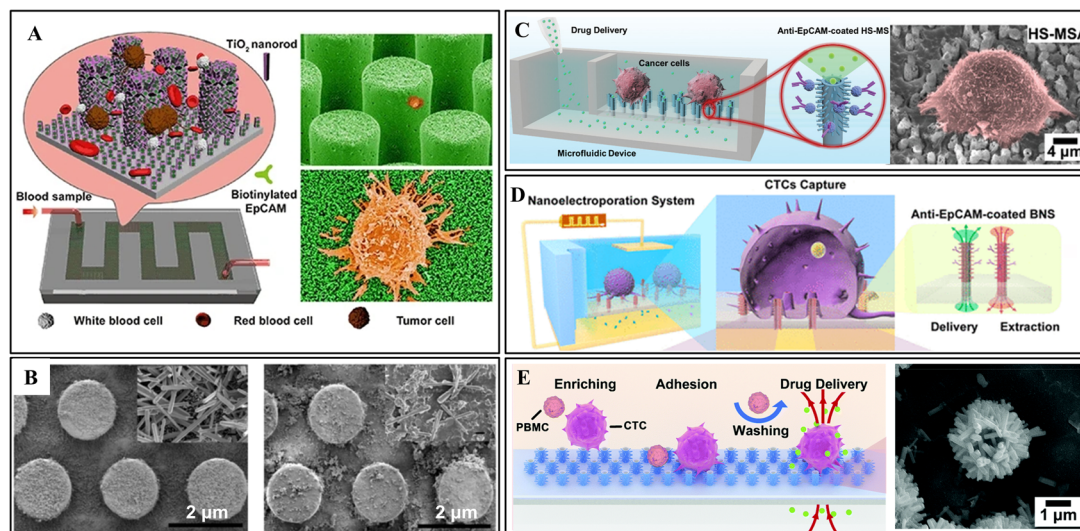 A
TiO2 nanorod
Blood sample
Biotinylated
EpCAM
White blood cell
Red blood cell
Tumor cell
B
2 μm
2 μm
C
Drug Delivery
Anti-EpCAM-coated HS-MS
Cancer cells
Microfluidic Device
HS-MSA
4 μm
D
Nanoelectroporation System
CTCs Capture
Anti-EpCAM-coated BNS
Delivery
Extraction
E
Enriching
Adhesion
Drug Delivery
PBMC
CTC
Washing
1 μm